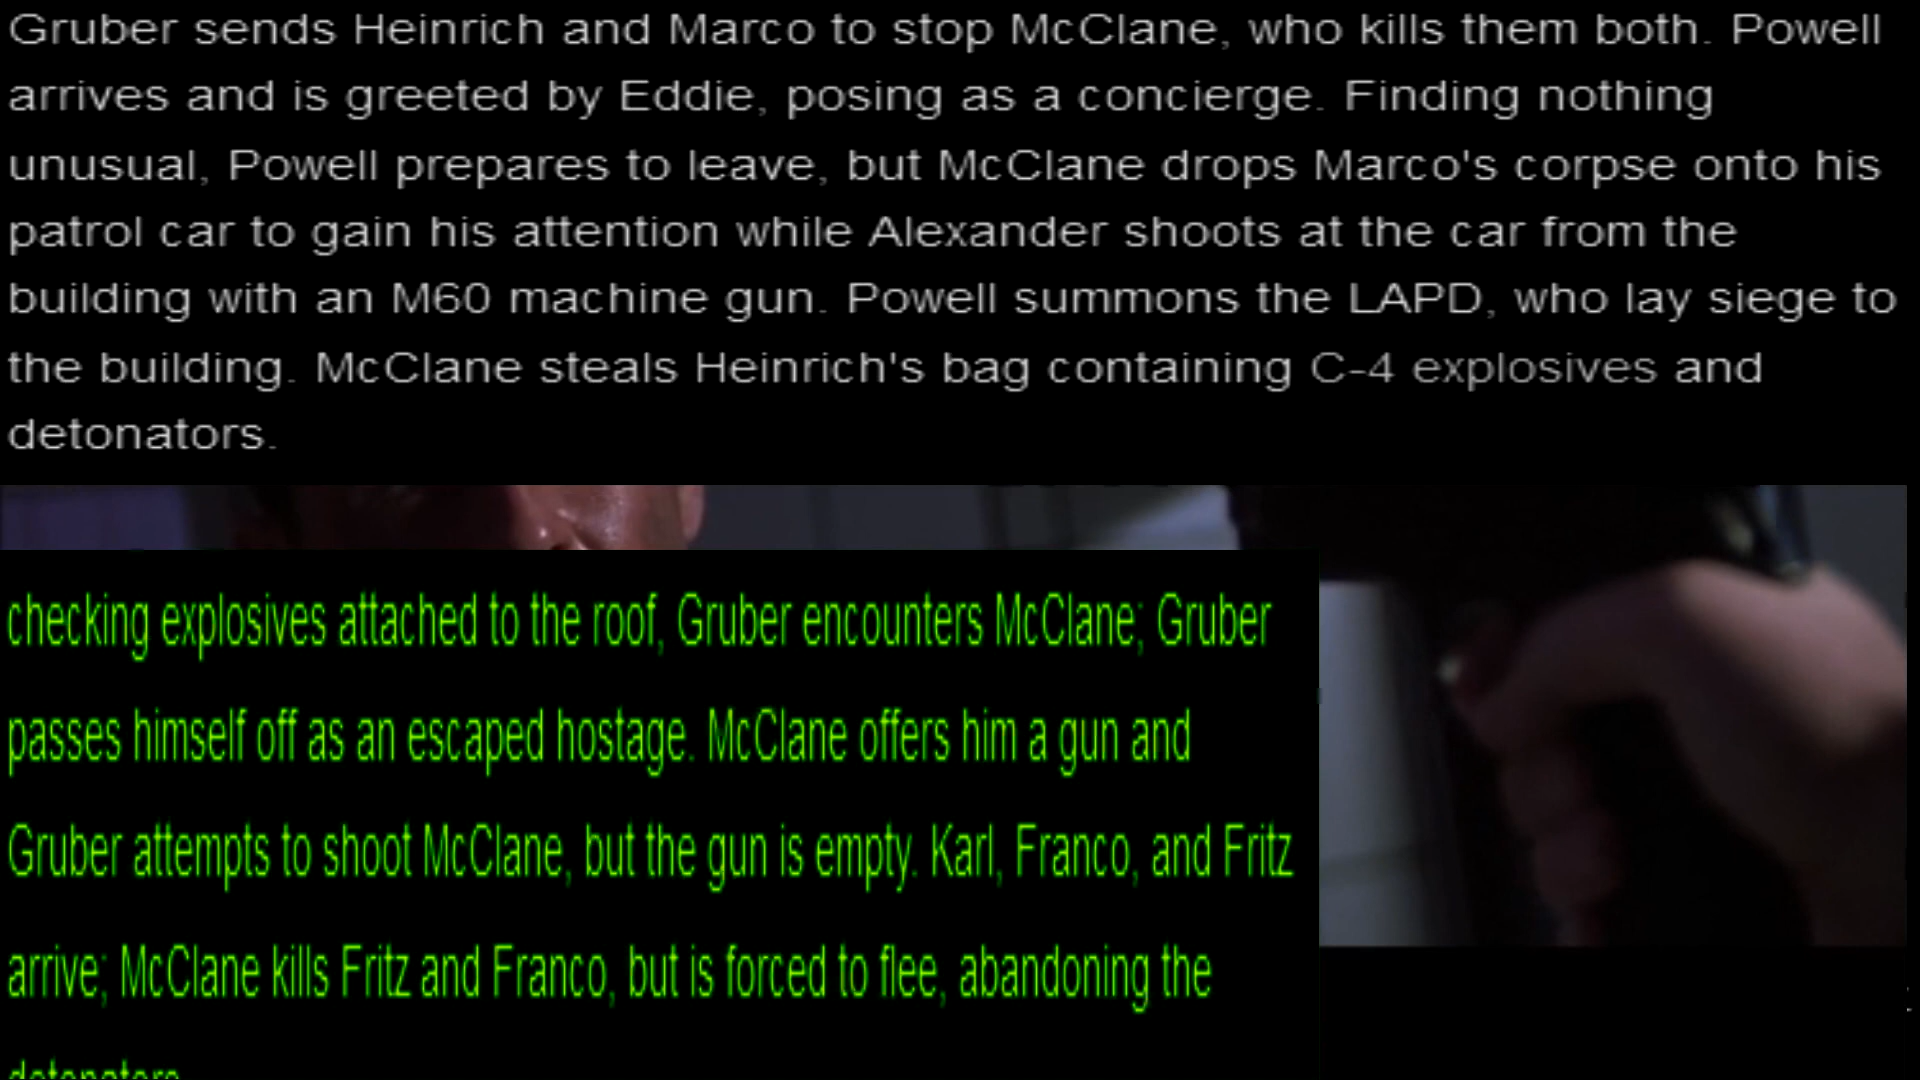 Gruber sends Heinrich and Marco to stop McClane, who kills them both. Powell
arrives and is greeted by Eddie, posing as a concierge. Finding nothing
unusual, Powell prepares to leave, but McClane drops Marco's corpse onto his
patrol car to gain his attention while Alexander shoots at the car from the
building with an M60 machine gun. Powell summons the LAPD, who lay siege to
the building. McClane steals Heinrich's bag containing C-4 explosives and
detonators.
checking explosives attached to the roof, Gruber encounters McClane; Gruber
passes himself off as an escaped hostage. McClane offers him a gun and
Gruber attempts to shoot McClane, but the gun is empty. Karl, Franco, and Fritz
arrive; McClane kills Fritz and Franco, but is forced to flee, abandoning the
detonators